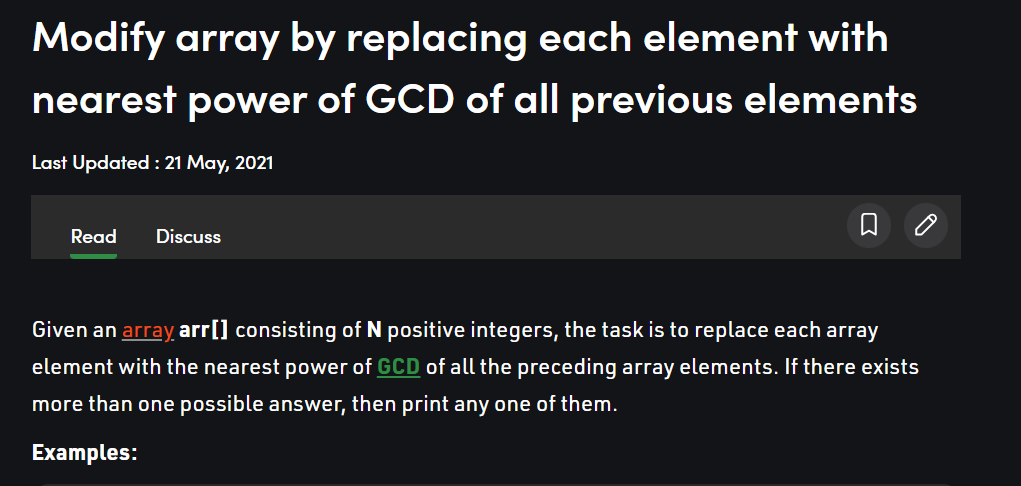 Modify array by replacing each element with
nearest power of GCD of all previous elements
Last Updated : 21 May, 2021
Read Discuss
Given an array arr[] consisting of N positive integers, the task is to replace each array
element with the nearest power of GCD of all the preceding array elements. If there exists
more than one possible answer, then print any one of them.
Examples: